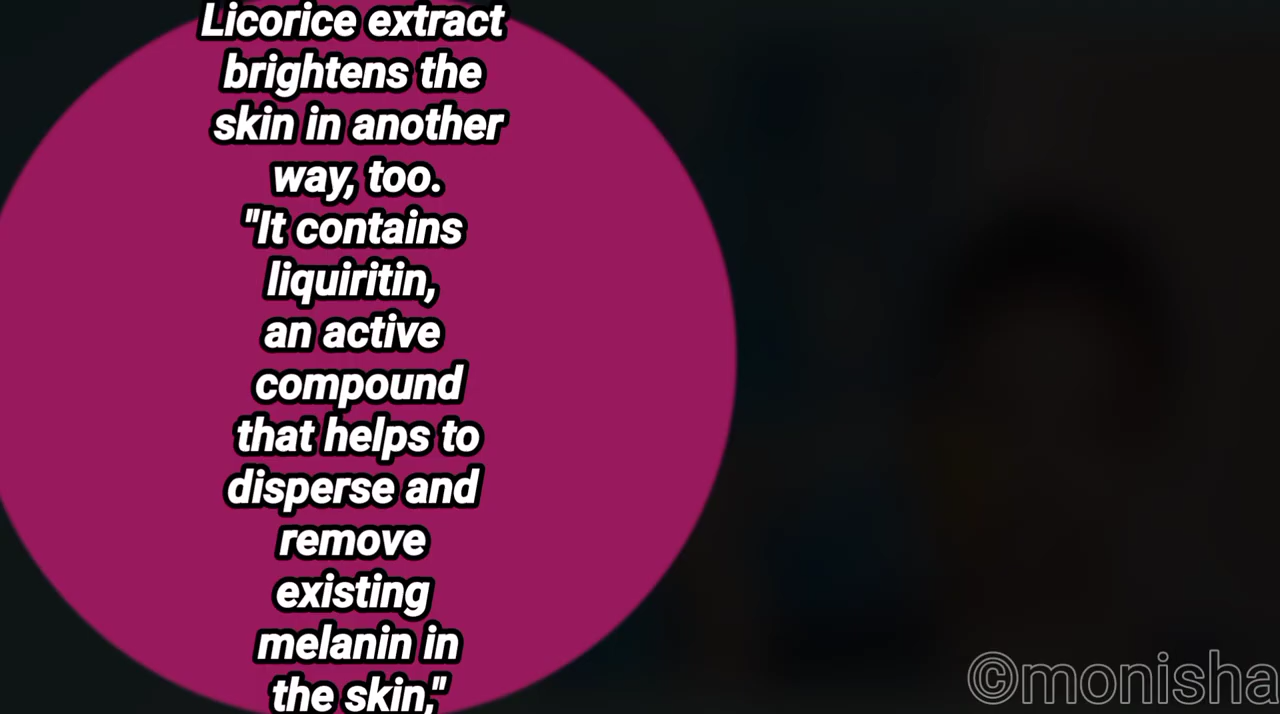 Licorice extract
brightens the
skin in another
way, too.
"It contains
liquiritin,
an active
compound
that helps to
disperse and
remove
existing
melanin in
the skin,"
©monisha